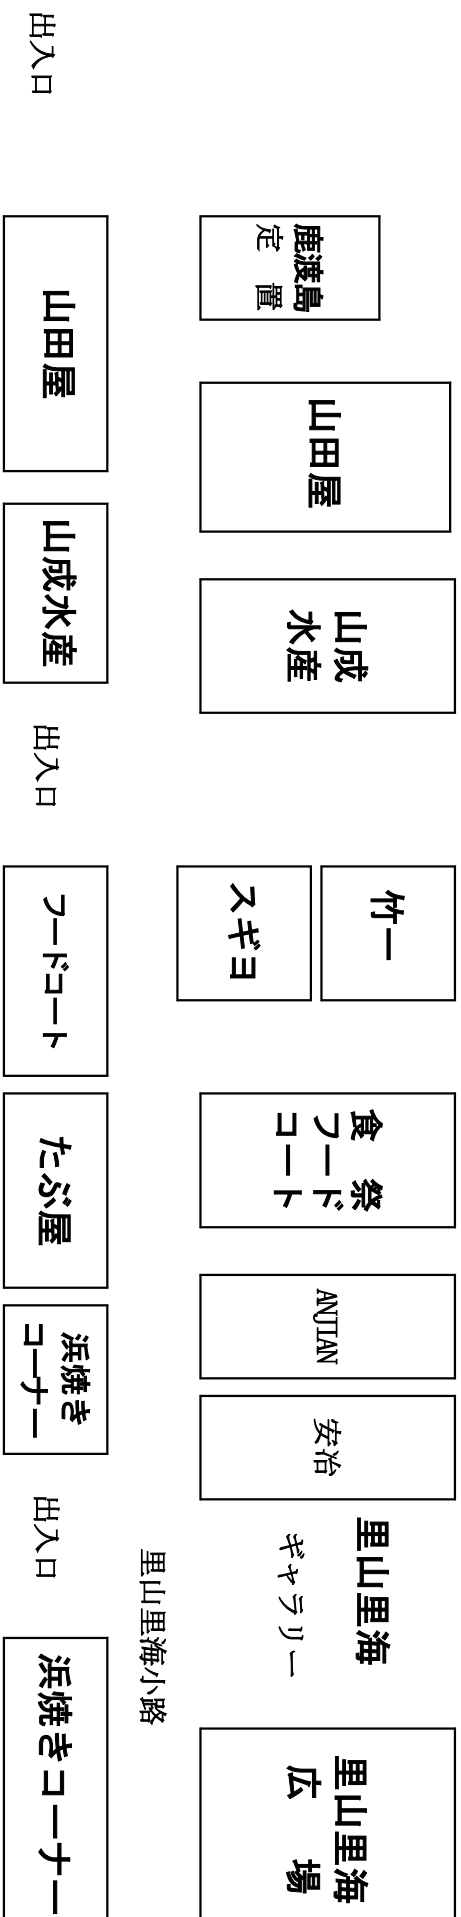 鹿渡島
定 置
山田屋
山成
水産
竹一
スギヨ
食 祭
フード
コート
ANJIAN
安治
里山里海
ギャラリー
里山里海
広 場
里山里海小路
出入口
山田屋
山成水産
出入口
フードコート
たぶ屋
浜焼き
コーナー
出入口
浜焼きコーナー